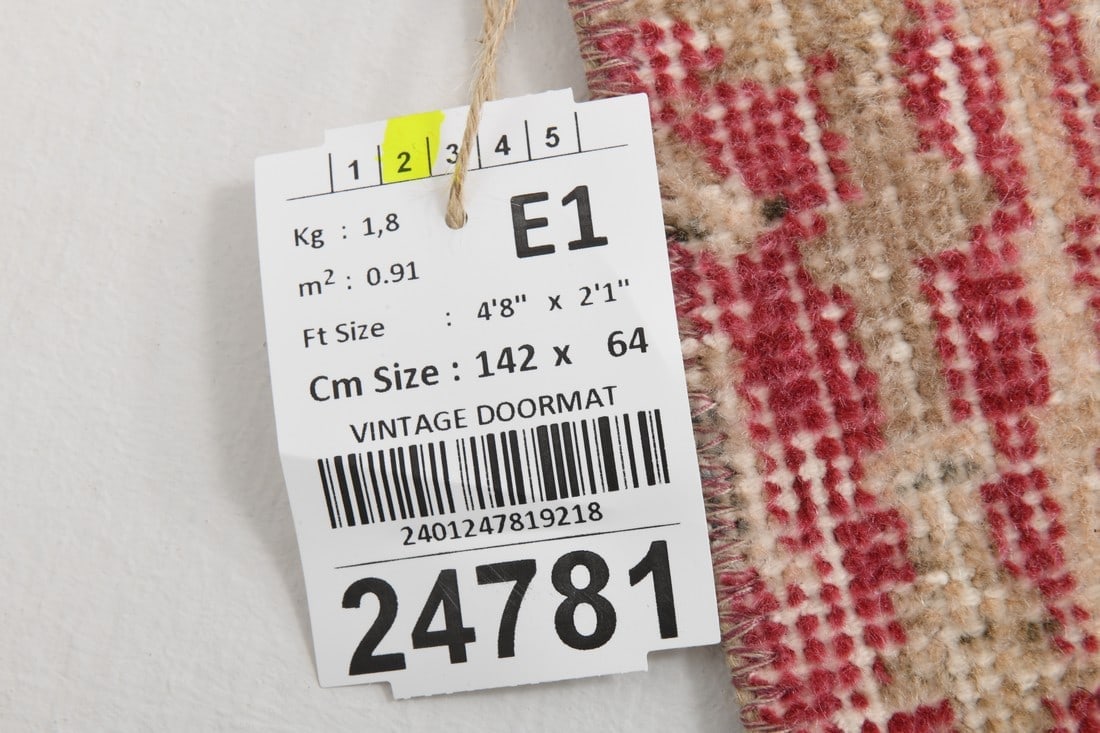 1 2 3 4 5
E1
Kg : 1,8
m² : 0.91
Ft Size : 4'8" x 2'1"
Cm Size : 142 x 64
VINTAGE DOORMAT
2401247819218
24781